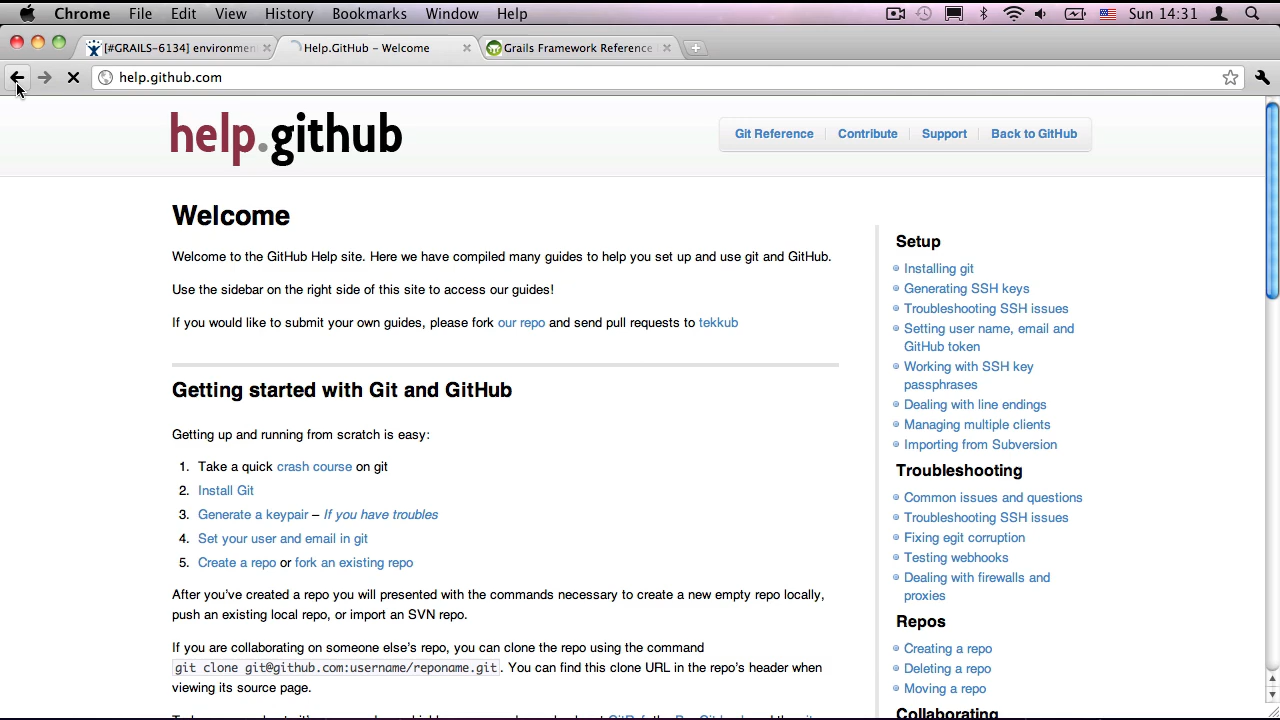 Chrome File Edit View History Bookmarks Window Help Sun 14:31
[#GRAILS-6134] environmen
Help.GitHub – Welcome
Grails Framework Reference
help.github.com
help.github
Git Reference Contribute Support Back to GitHub
Welcome
Welcome to the GitHub Help site. Here we have compiled many guides to help you set up and use git and GitHub.
Use the sidebar on the right side of this site to access our guides!
If you would like to submit your own guides, please fork our repo and send pull requests to tekkub
Getting started with Git and GitHub
Getting up and running from scratch is easy:
1. Take a quick crash course on git
2. Install Git
3. Generate a keypair – If you have troubles
4. Set your user and email in git
5. Create a repo or fork an existing repo
After you've created a repo you will presented with the commands necessary to create a new empty repo locally,
push an existing local repo, or import an SVN repo.
If you are collaborating on someone else's repo, you can clone the repo using the command
git clone git@github.com:username/reponame.git. You can find this clone URL in the repo's header when
viewing its source page.
Setup
Installing git
Generating SSH keys
Troubleshooting SSH issues
Setting user name, email and
GitHub token
Working with SSH key
passphrases
Dealing with line endings
Managing multiple clients
Importing from Subversion
Troubleshooting
Common issues and questions
Troubleshooting SSH issues
Fixing egit corruption
Testing webhooks
Dealing with firewalls and
proxies
Repos
Creating a repo
Deleting a repo
Moving a repo
Collaborating